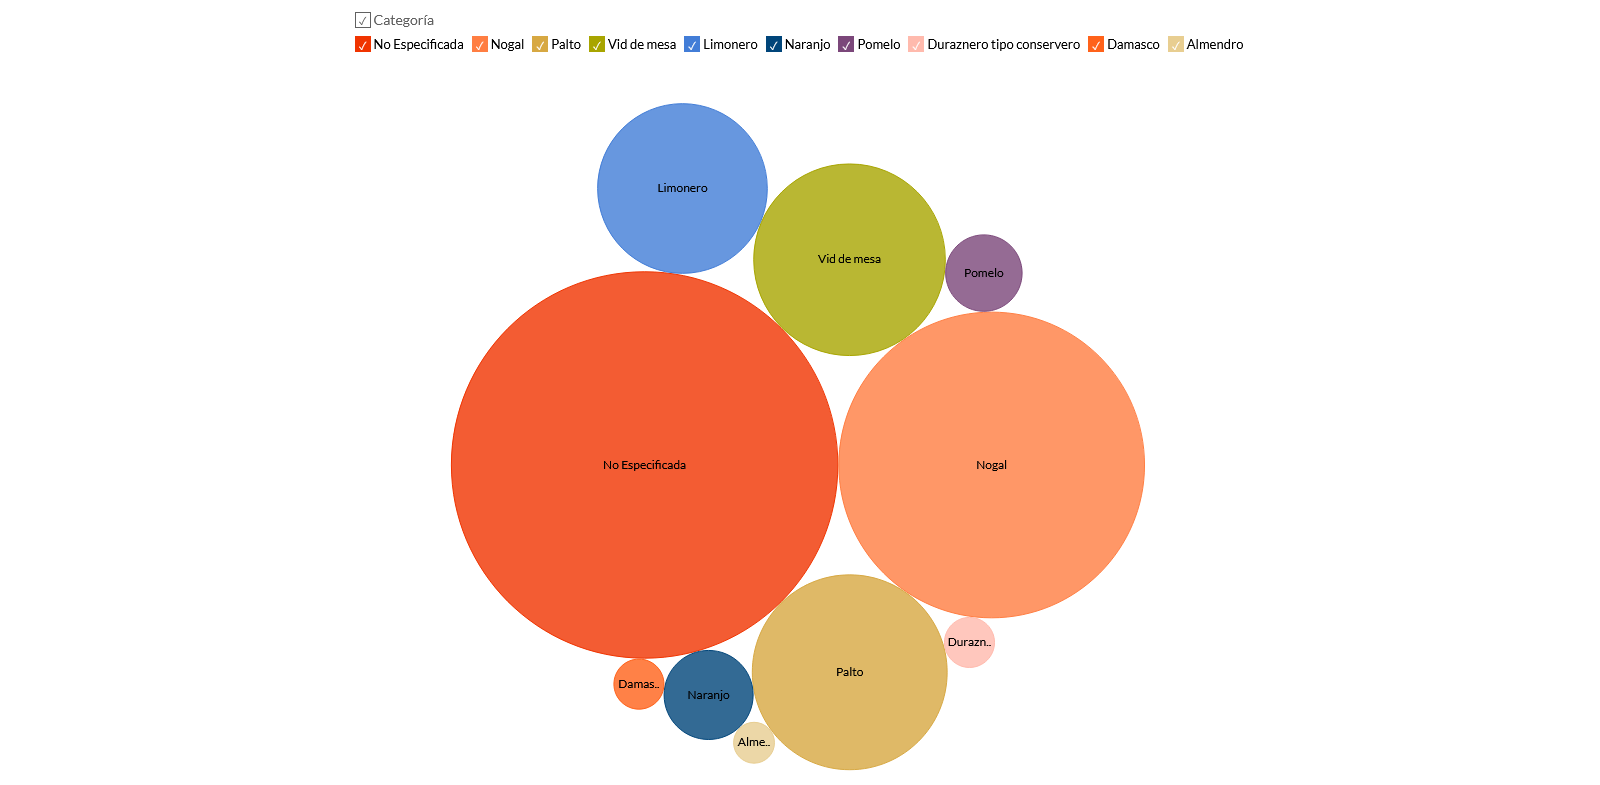 Categoría
No Especificada Nogal Palto Vid de mesa Limonero Naranjo Pomelo Duraznero tipo conservero Damasco Almendro
Limonero
Vid de mesa
Pomelo
No Especificada
Nogal
Durazn..
Palto
Damas..
Naranjo
Alme..